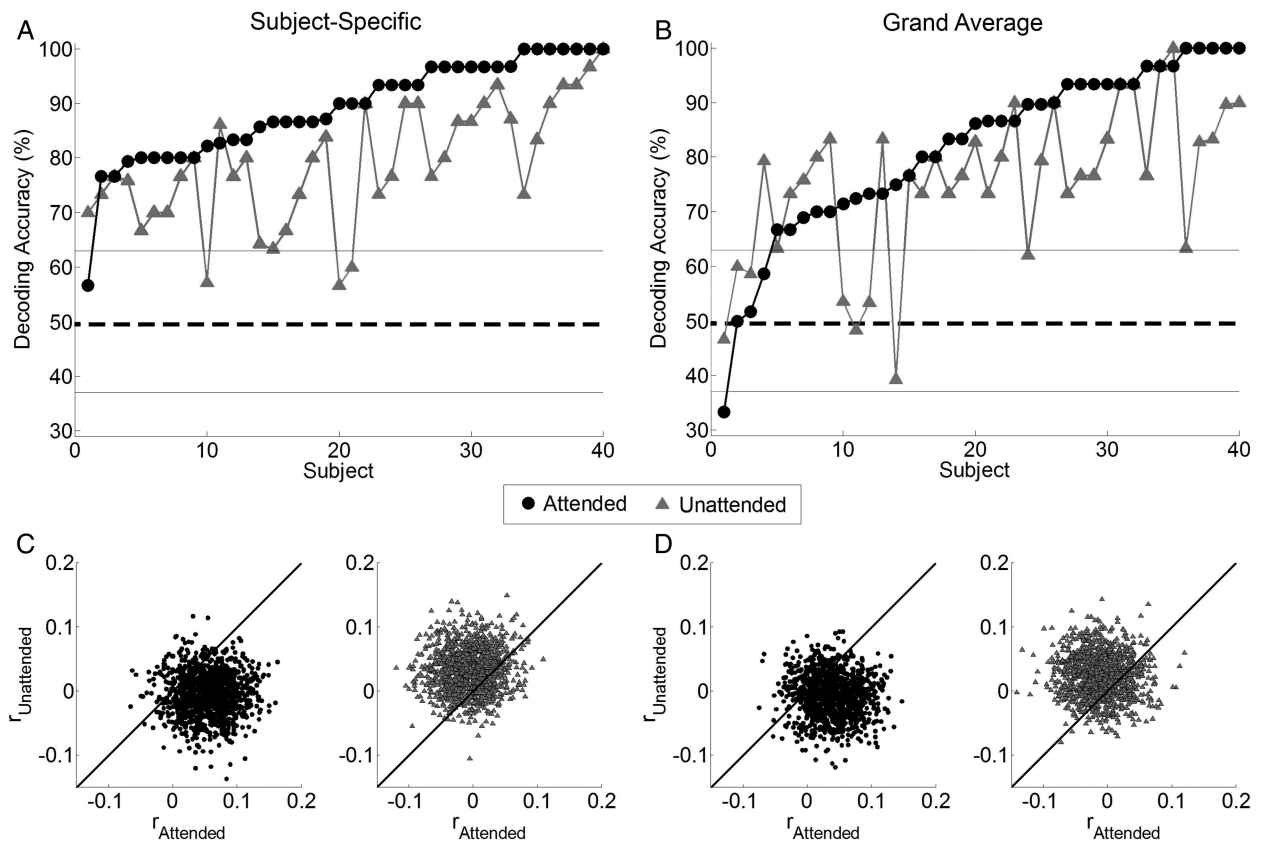 A Subject-Specific
B Grand Average
Decoding Accuracy (%)
100
90
80
70
60
50
40
30
0 10 20 30 40
Subject
Decoding Accuracy (%)
100
90
80
70
60
50
40
30
0 10 20 30 40
Subject
Attended Unattended
C
rUnattended
0.2
0.1
0
-0.1
-0.1 0 0.1 0.2
rAttended
0.2
0.1
0
-0.1
-0.1 0 0.1 0.2
rAttended
D
rUnattended
0.2
0.1
0
-0.1
-0.1 0 0.1 0.2
rAttended
0.2
0.1
0
-0.1
-0.1 0 0.1 0.2
rAttended